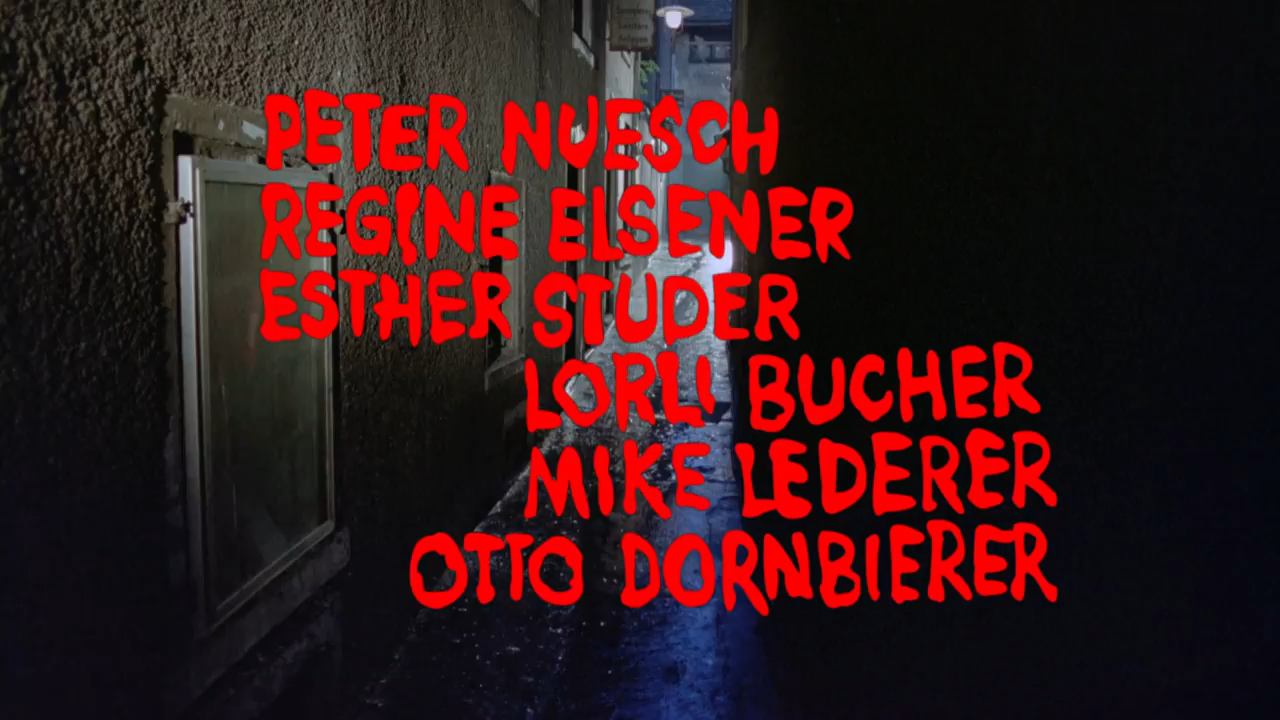 PETER NUESCH
REGINE ELSENER
ESTHER STUDER
LORLI BUCHER
MIKE LEDERER
OTTO DORNBIERER